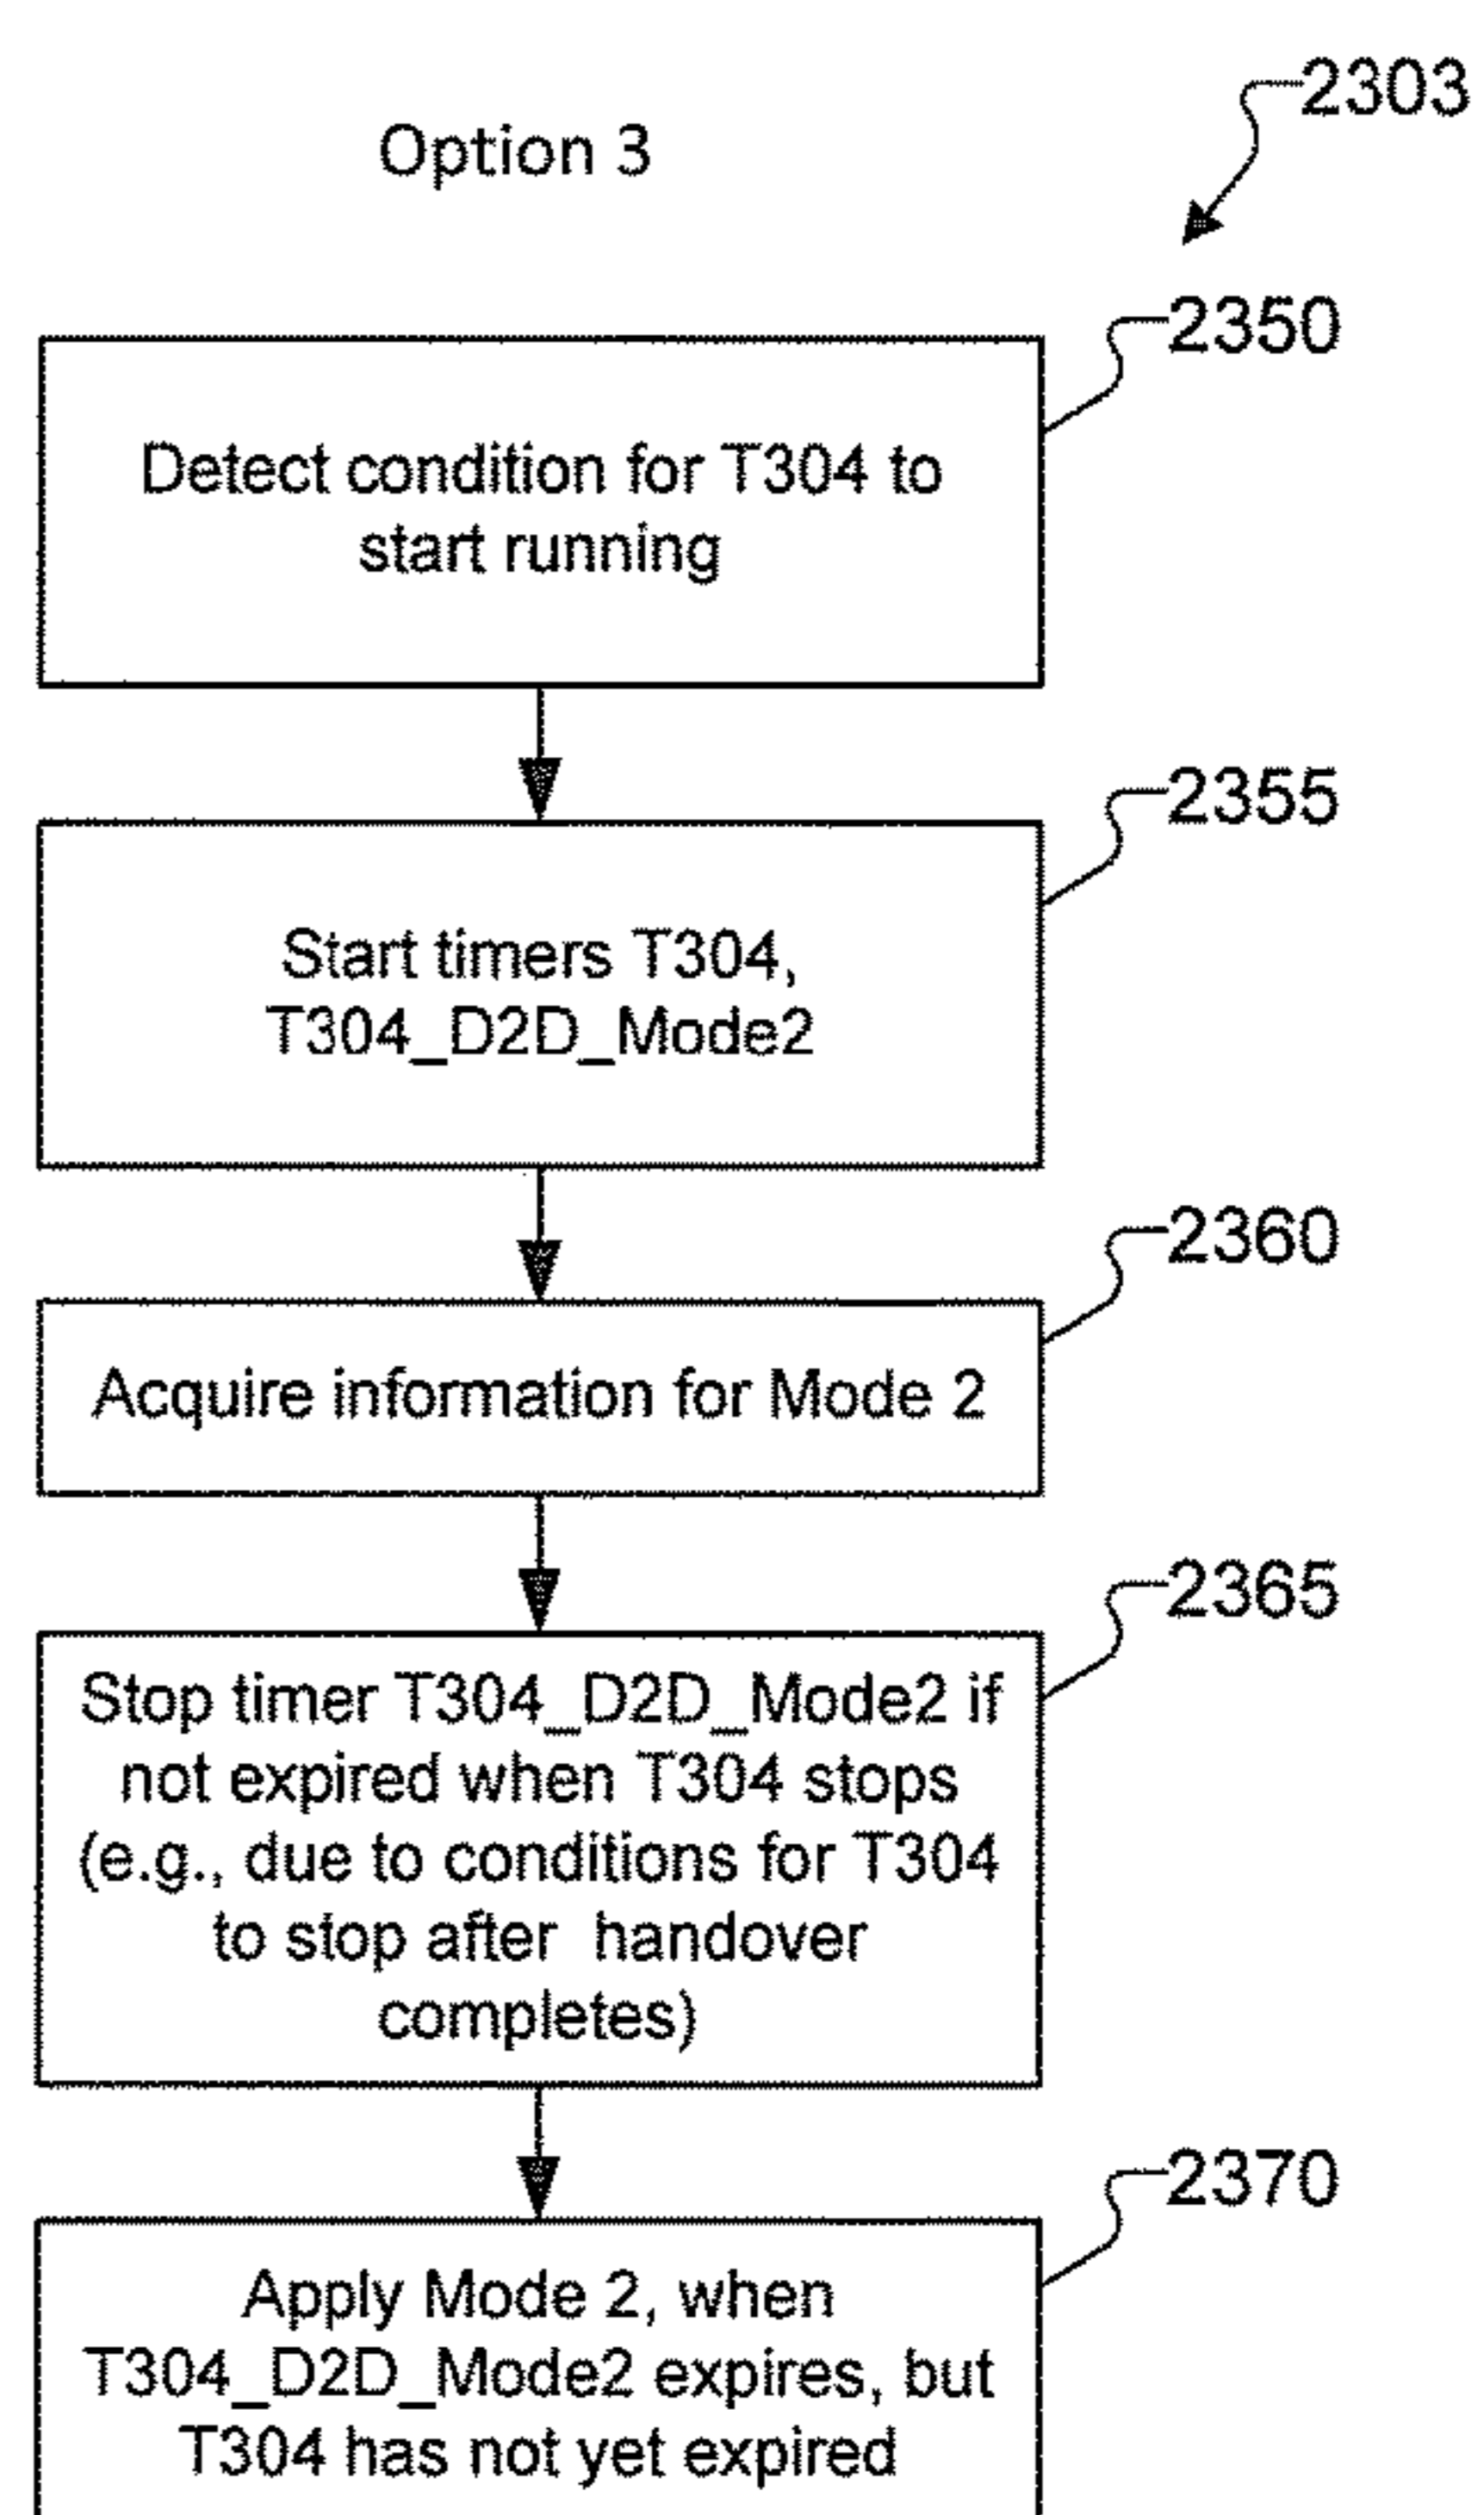 2303
Option 3
2350
Detect condition for T304 to
start running
2355
Start timers T304,
T304_D2D_Mode2
2360
Acquire information for Mode 2
2365
Stop timer T304_D2D_Mode2 if
not expired when T304 stops
(e.g., due to conditions for T304
to stop after handover
completes)
2370
Apply Mode 2, when
T304_D2D_Mode2 expires, but
T304 has not yet expired